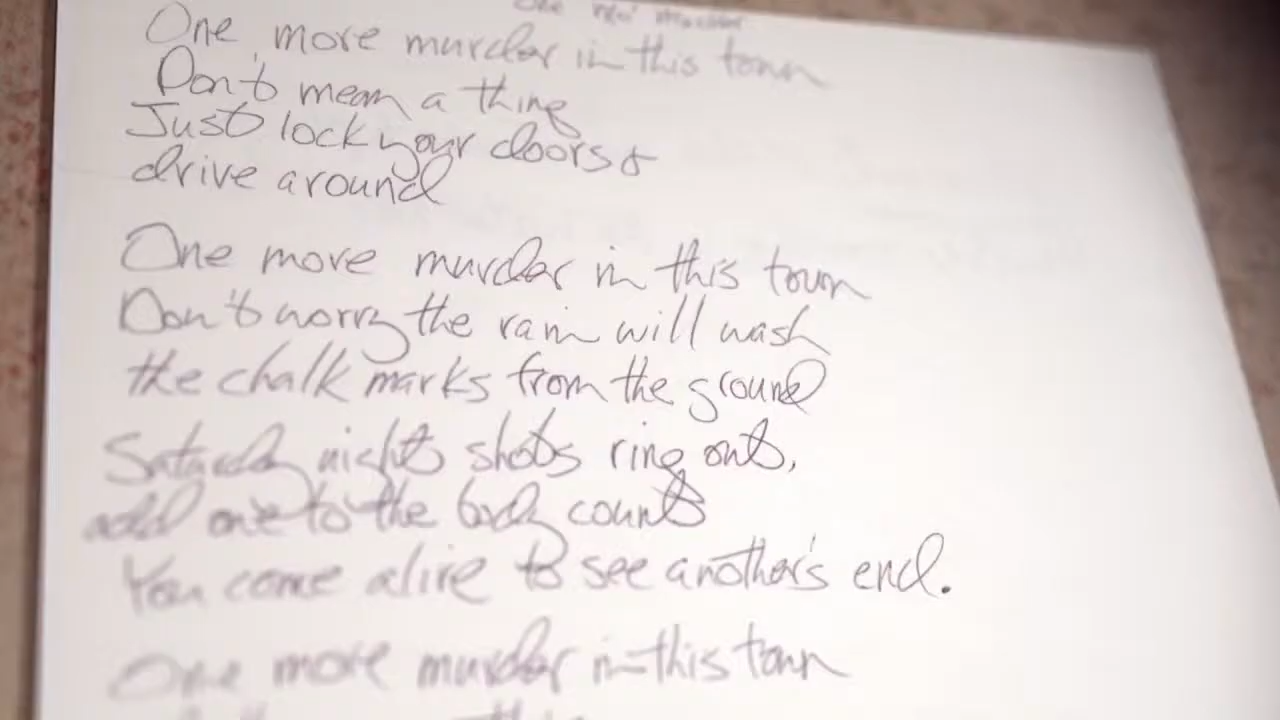 One more murder in this town
Don't mean a thing
Just lock your doors &
drive around
One more murder in this town
Don't worry the rain will wash
the chalk marks from the ground
Saturday night shots ring out,
add one to the body count
You come alive to see another's end.
One more murder in this town